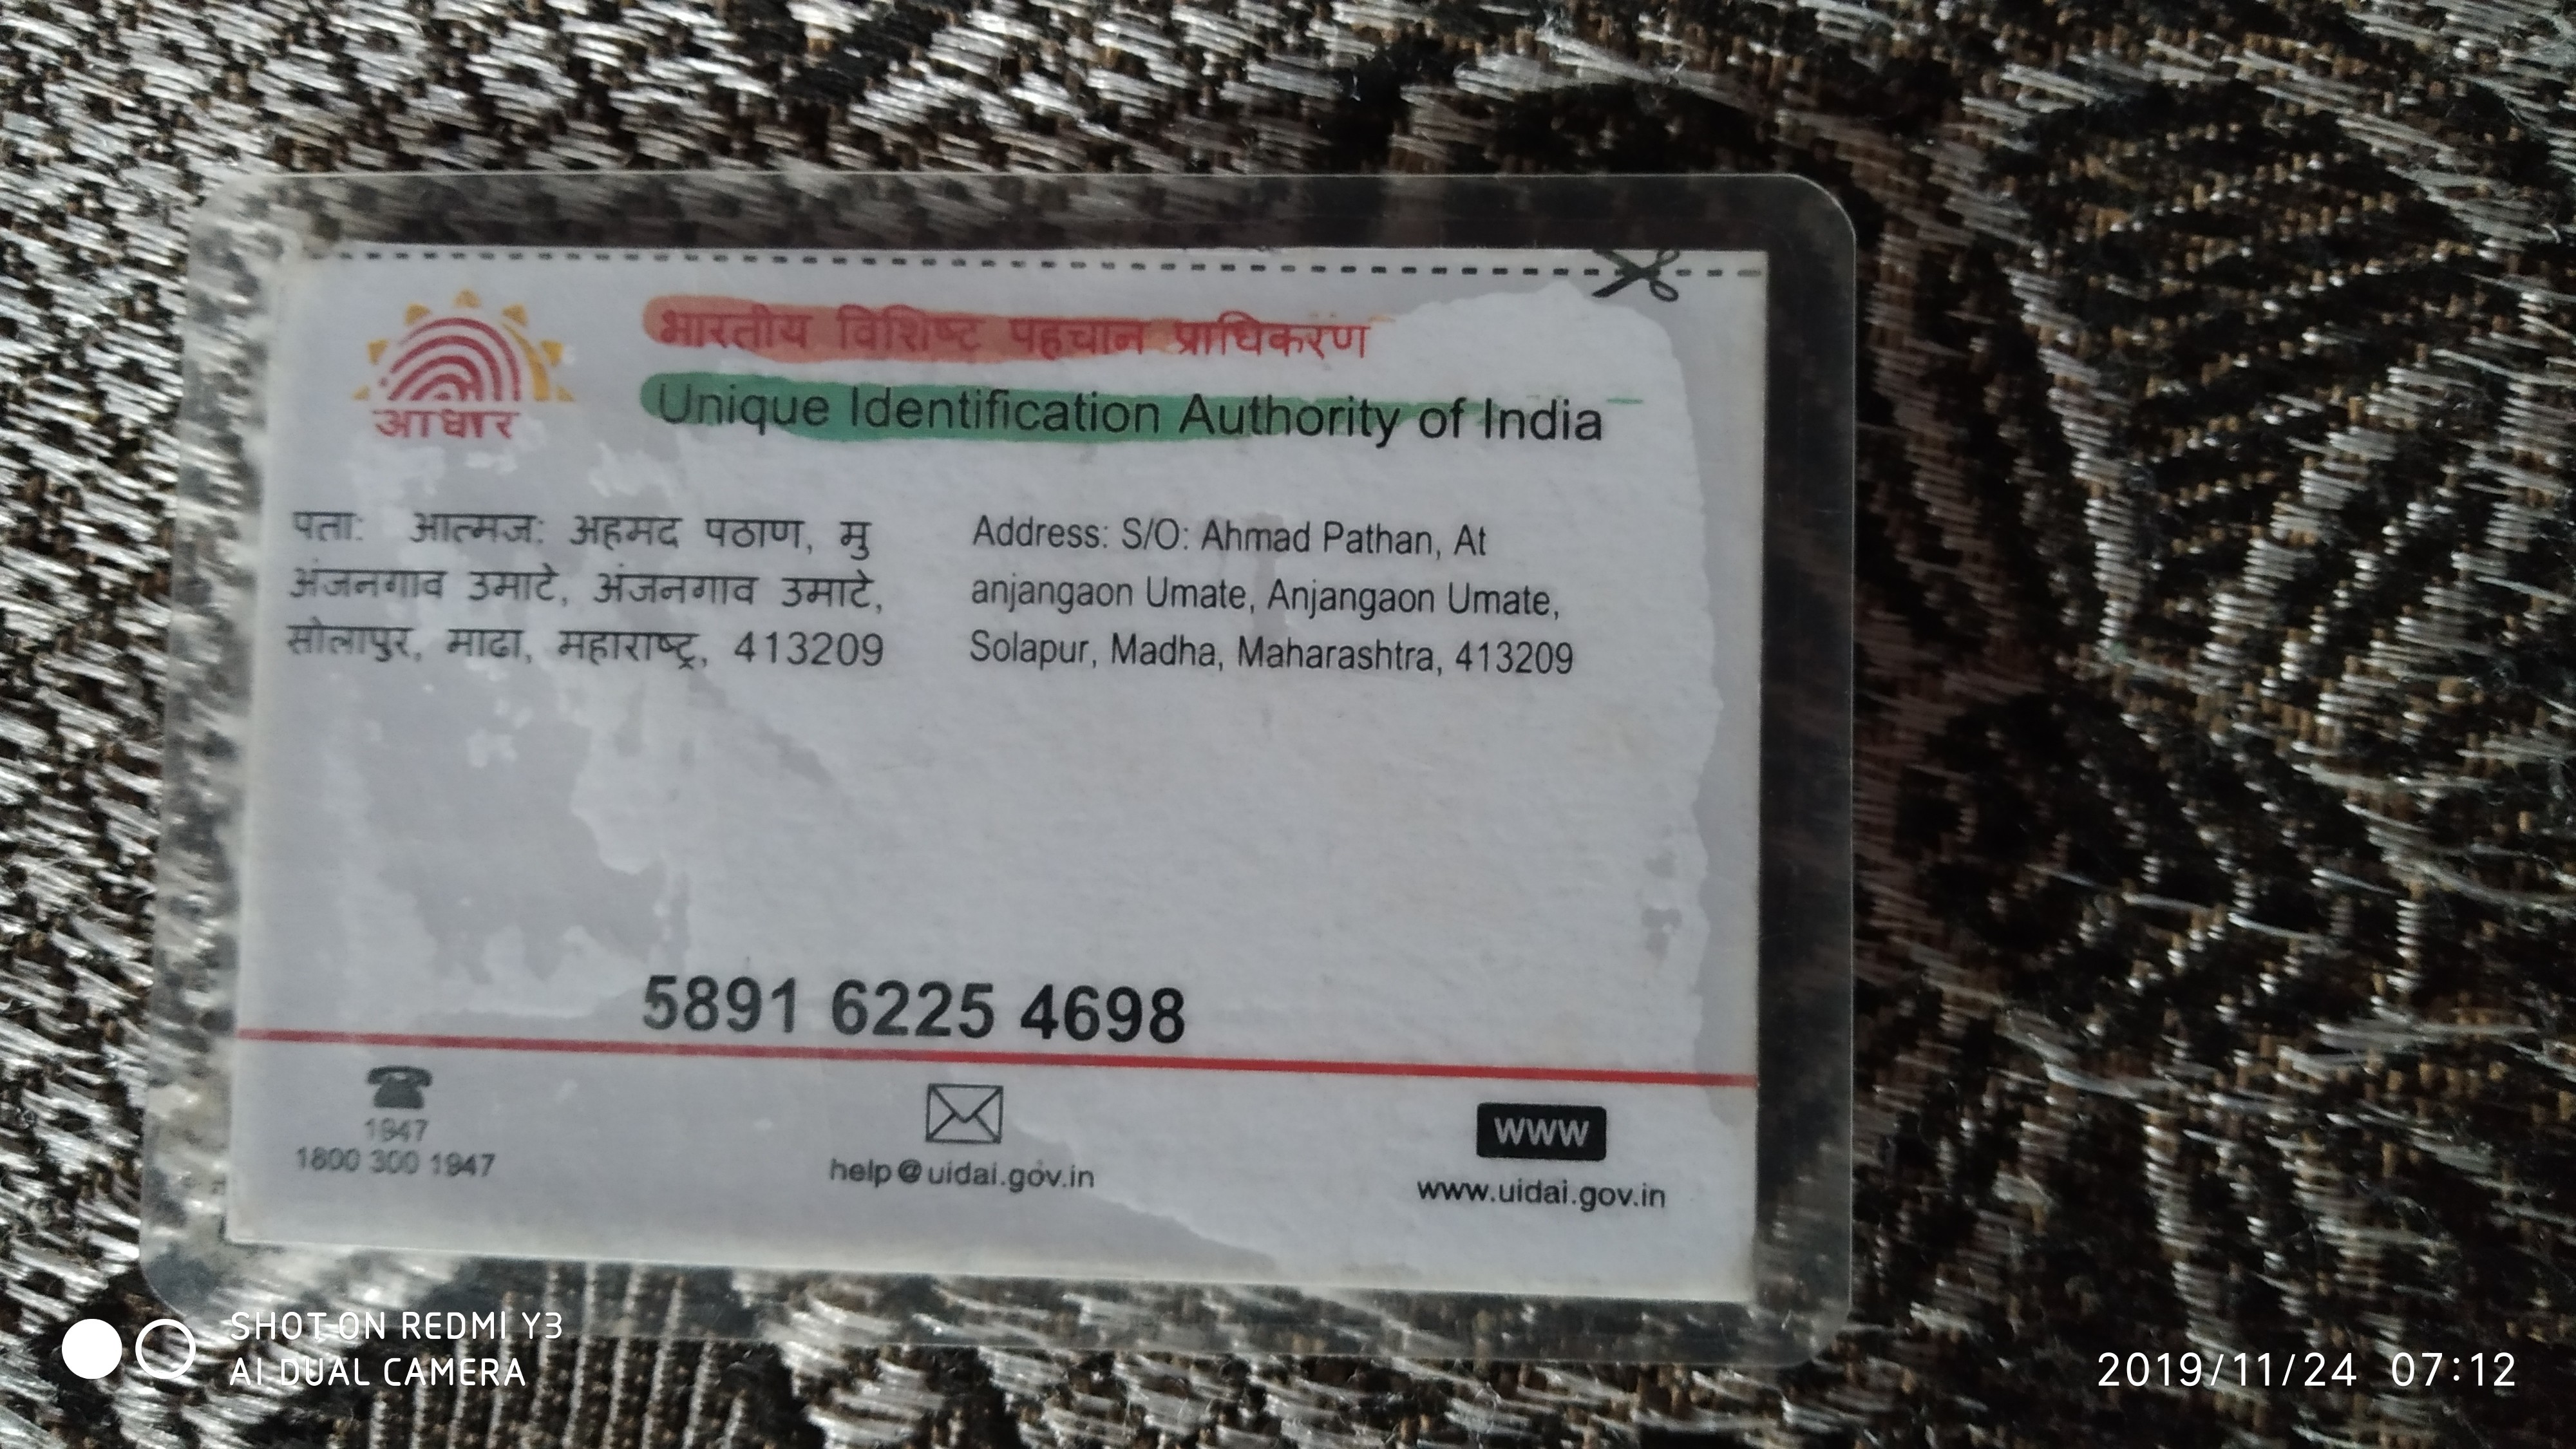 भारतीय विशिष्ट पहचान प्राधिकरण
Unique Identification Authority of India
आधार
पता: आत्मज: अहमद पठाण, मु
अंजनगाव उमाटे, अंजनगाव उमाटे,
सोलापुर, माढा, महाराष्ट्र, 413209
Address: S/O: Ahmad Pathan, At
anjangaon Umate, Anjangaon Umate,
Solapur, Madha, Maharashtra, 413209
5891 6225 4698
1947
1800 300 1947
help@uidai.gov.in
WWW
www.uidai.gov.in
SHOT ON REDMI Y3
AI DUAL CAMERA
2019/11/24 07:12